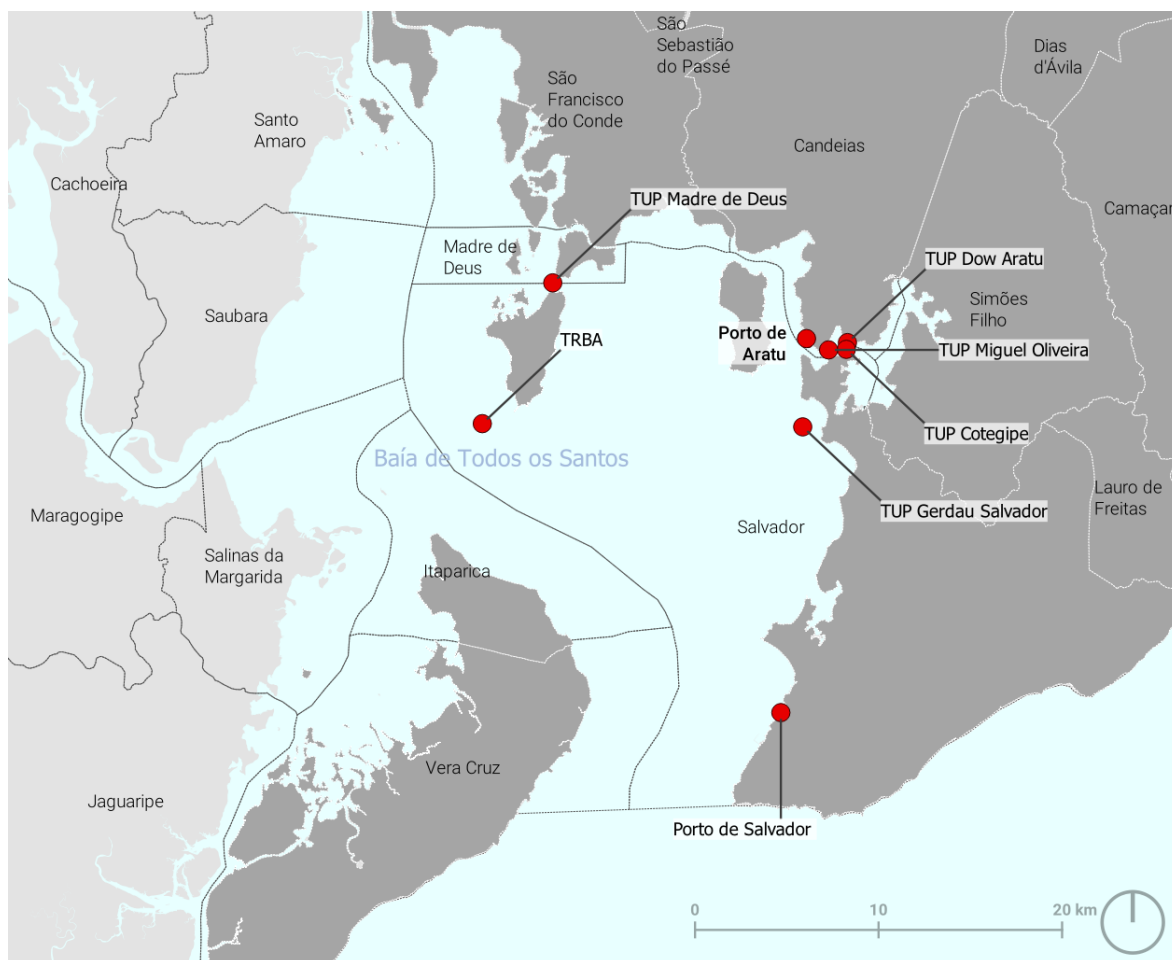 São
Sebastião
do Passé
Dias
d'Ávila
São
Francisco
do Conde
Santo
Amaro
Candeias
Cachoeira
TUP Madre de Deus
Camaçar
Madre de
Deus
TUP Dow Aratu
Simões
Filho
Saubara
TRBA
Porto de
Aratu
TUP Miguel Oliveira
TUP Cotegipe
Baía de Todos os Santos
Lauro de
Freitas
Maragogipe
TUP Gerdau Salvador
Salvador
Salinas da
Margarida
Itaparica
Vera Cruz
Jaguaripe
Porto de Salvador
0 10 20 km